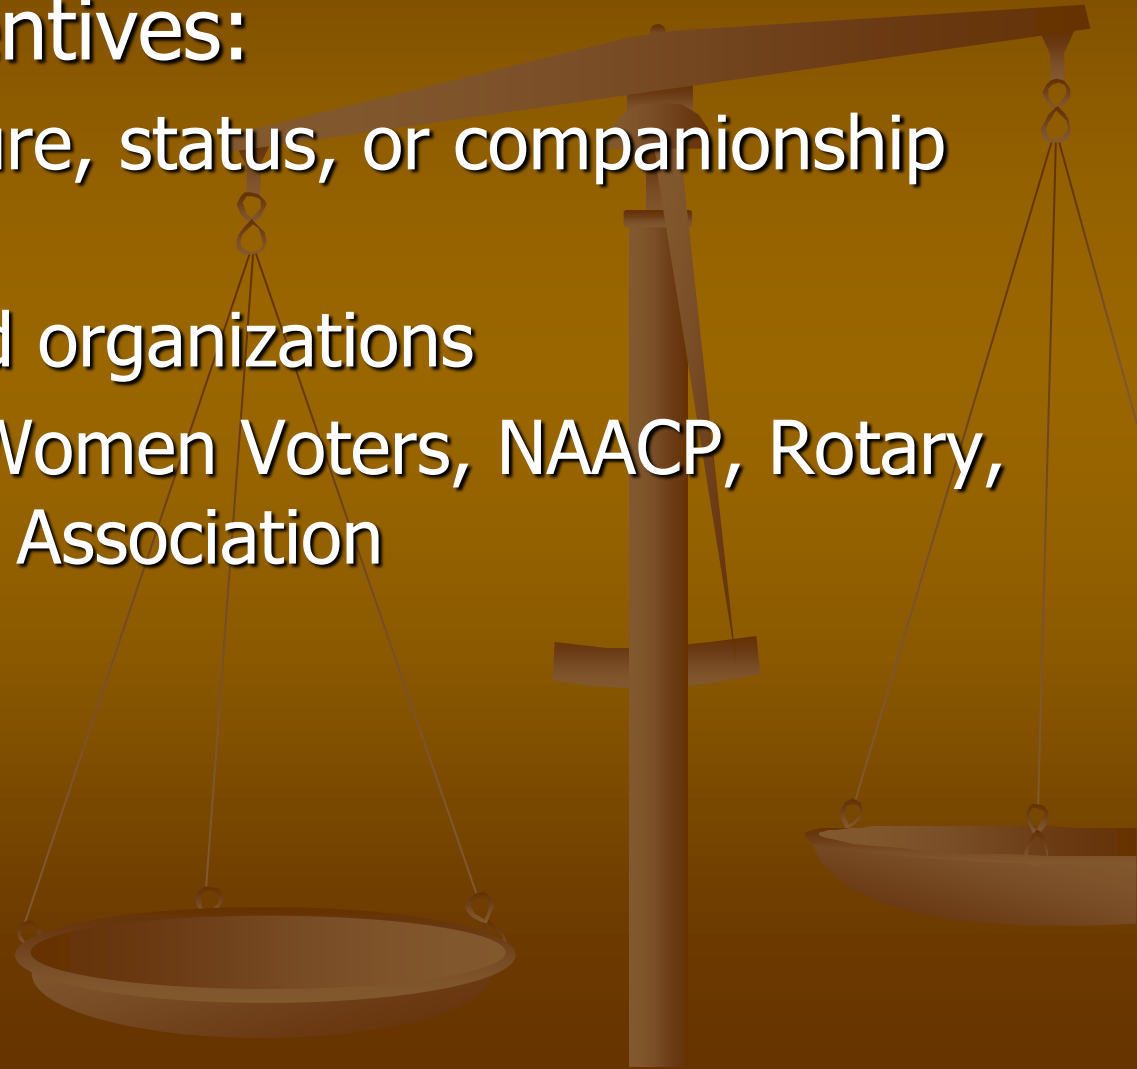 ntives:
re, status, or companionship
d organizations
Women Voters, NAACP, Rotary,
Association